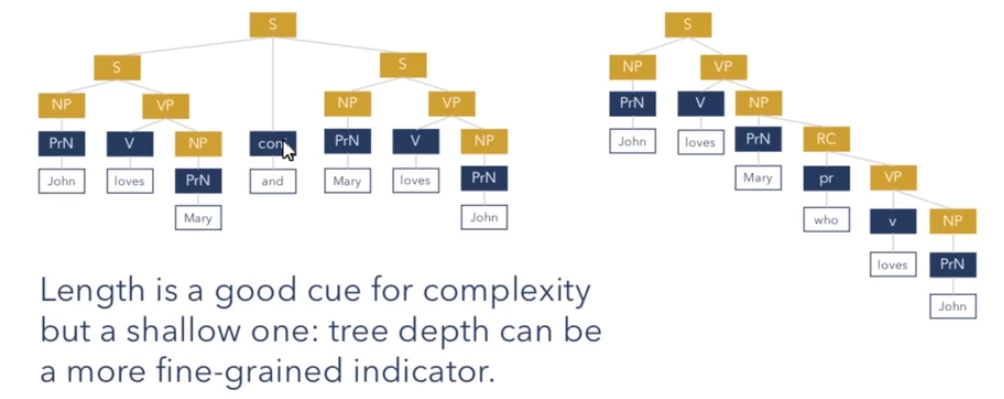 S
S
S
NP
VP
NP
VP
PrN
V
NP
PrN
V
NP
John
loves
PrN
and
Mary
loves
PrN
Mary
John
S
NP
VP
PrN
V
NP
John
loves
PrN
RC
Mary
pr
VP
who
v
NP
loves
PrN
John
Length is a good cue for complexity
but a shallow one: tree depth can be
a more fine-grained indicator.